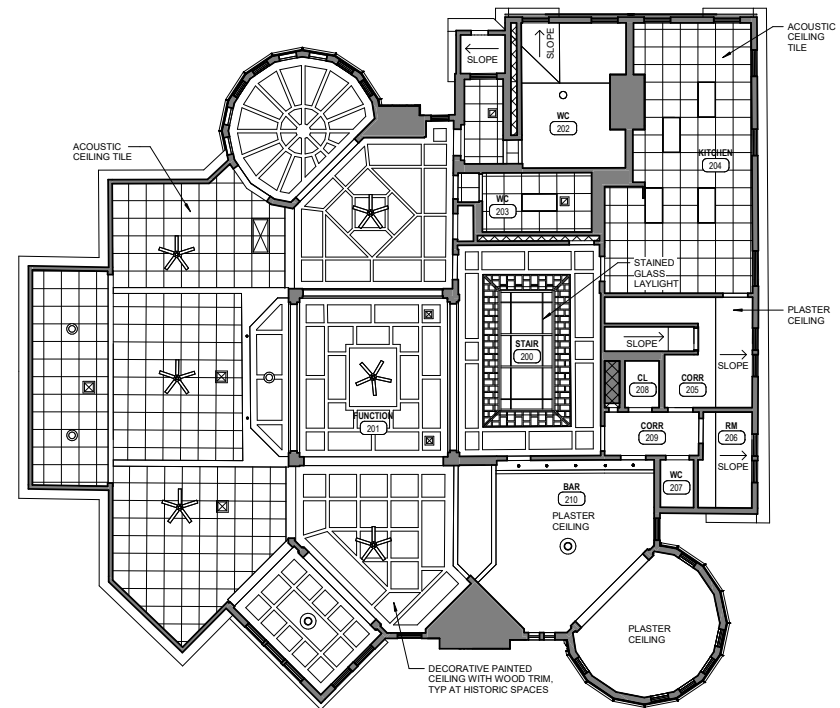 ACOUSTIC
CEILING
TILE
SLOPE
SLOPE
WC
202
KITCHEN
204
ACOUSTIC
CEILING TILE
WC
203
STAINED
GLASS
LAYLIGHT
PLASTER
CEILING
SLOPE
STAIR
200
SLOPE
CL
208
CORR
205
FUNCTION
201
CORR
209
RM
206
SLOPE
WC
207
BAR
210
PLASTER
CEILING
PLASTER
CEILING
DECORATIVE PAINTED
CEILING WITH WOOD TRIM,
TYP AT HISTORIC SPACES